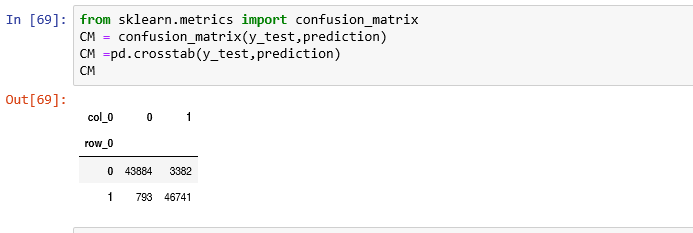 In [69]: from sklearn.metrics import confusion_matrix
CM = confusion_matrix(y_test,prediction)
CM =pd.crosstab(y_test,prediction)
CM
Out[69]:
col_0 0 1
row_0
0 43884 3382
1 793 46741